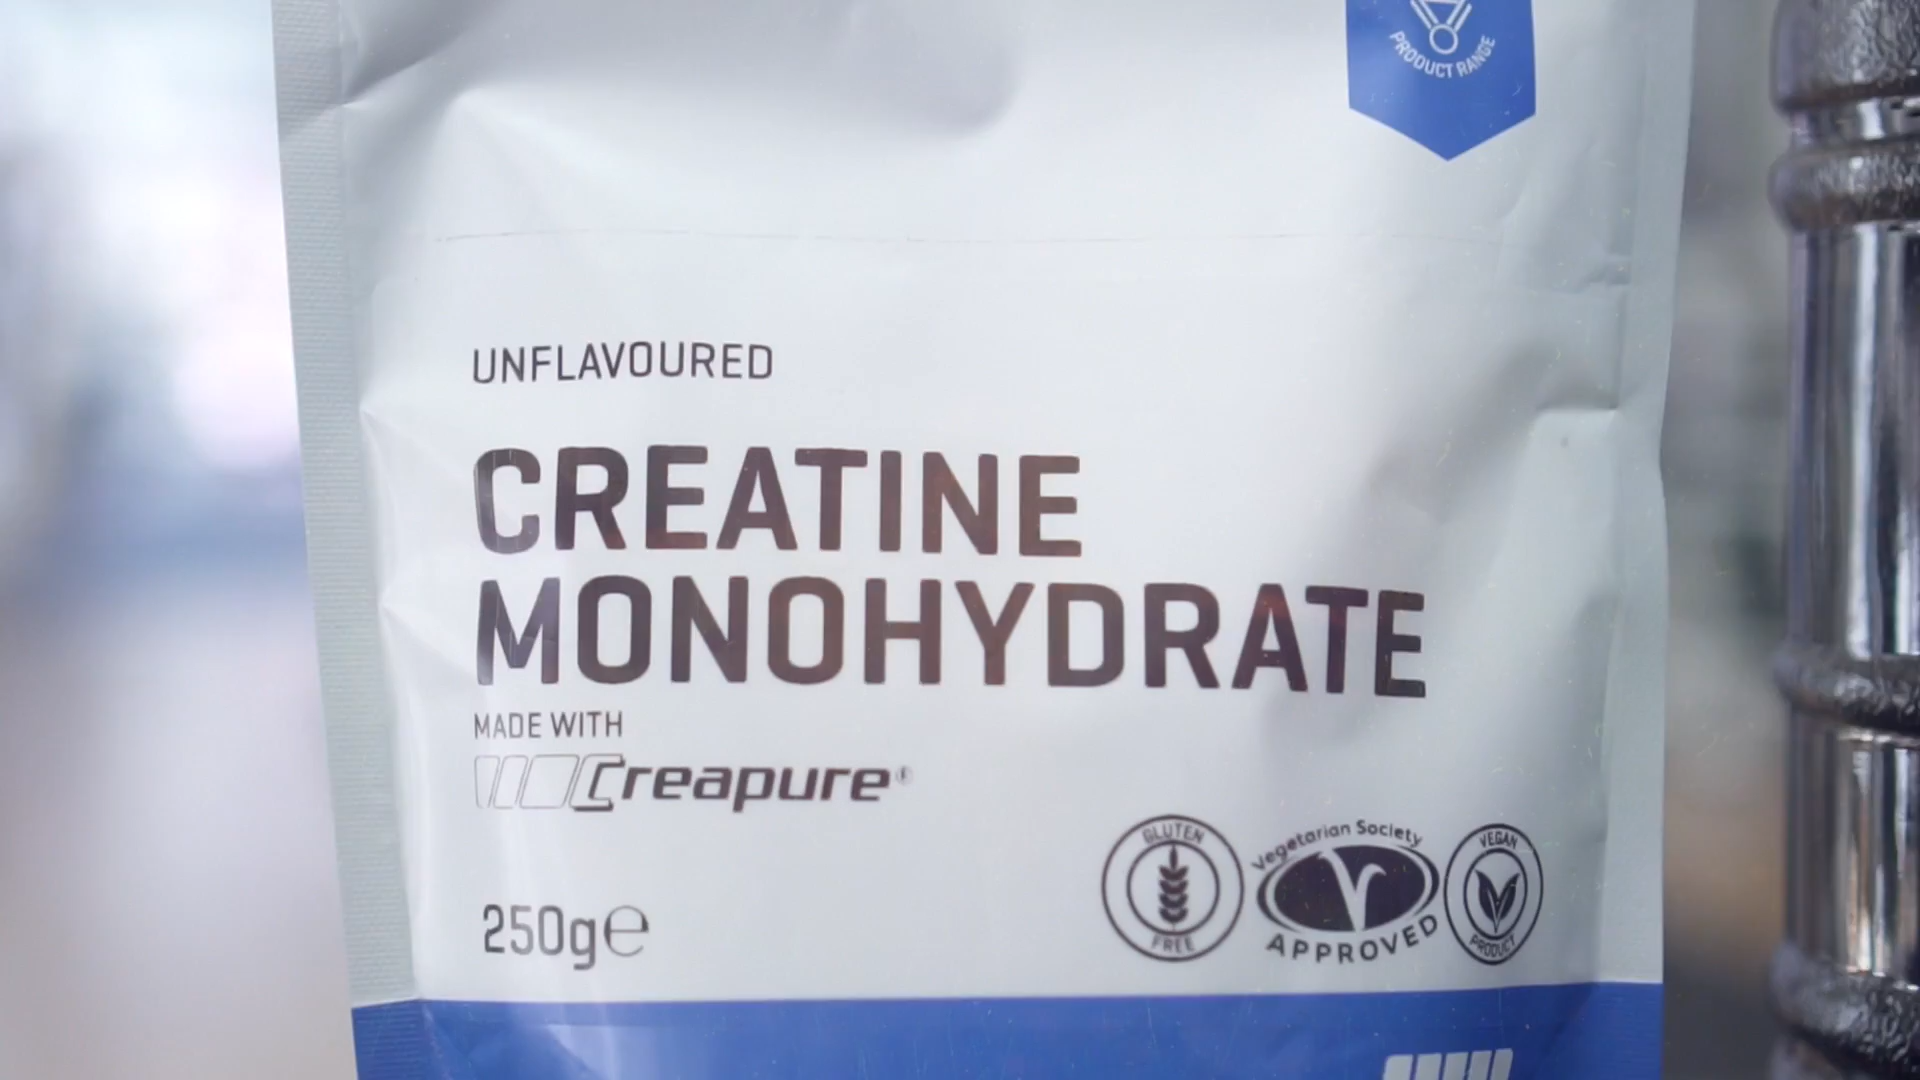 PRODUCT RANGE
UNFLAVOURED
CREATINE
MONOHYDRATE
MADE WITH
Creapure®
250g℮
GLUTEN
FREE
Vegetarian Society
APPROVED
VEGAN
PRODUCT